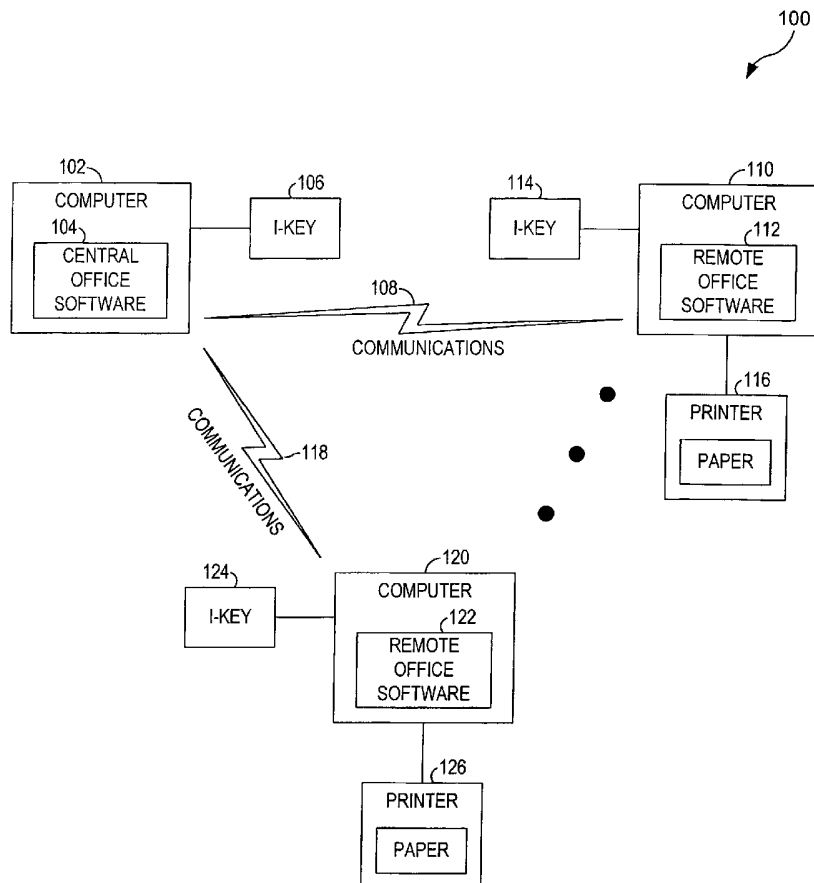 100
102
COMPUTER
104
CENTRAL
OFFICE
SOFTWARE
106
I-KEY
114
I-KEY
110
COMPUTER
112
REMOTE
OFFICE
SOFTWARE
108
COMMUNICATIONS
116
PRINTER
PAPER
COMMUNICATIONS
118
124
I-KEY
120
COMPUTER
122
REMOTE
OFFICE
SOFTWARE
126
PRINTER
PAPER